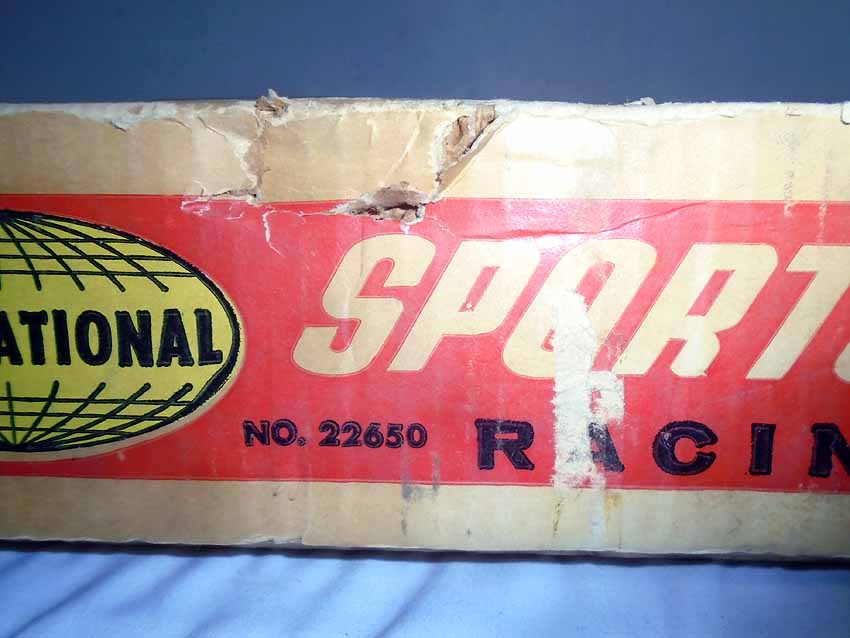 ATIONAL
SPORT
NO. 22650
RACIN